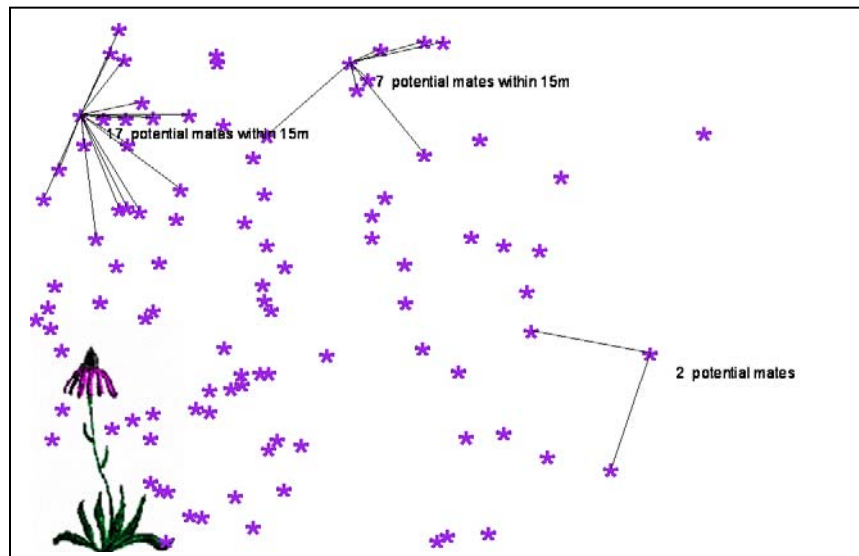 7 potential mates within 15m
17 potential mates within 15m
2 potential mates